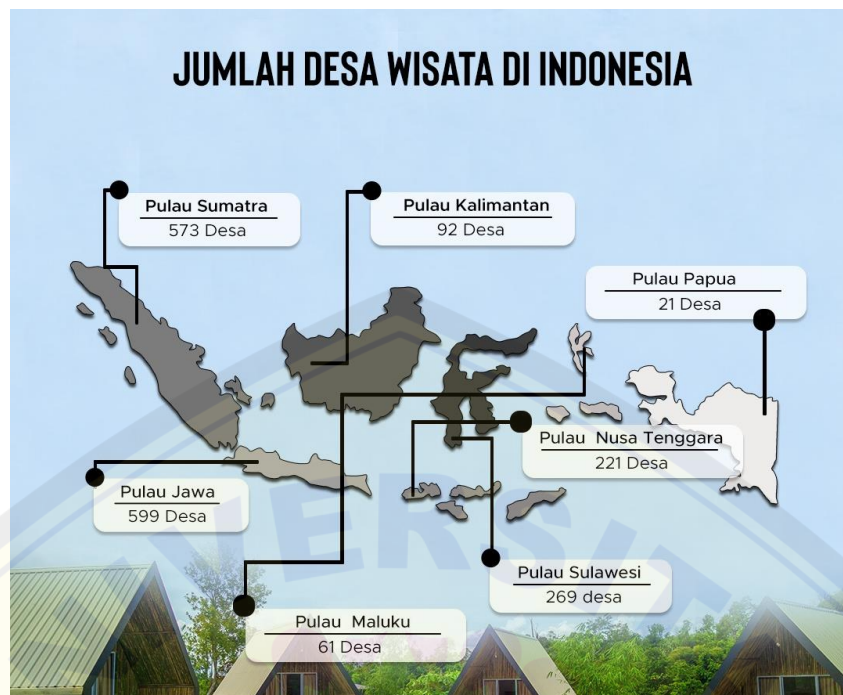 JUMLAH DESA WISATA DI INDONESIA
Pulau Sumatra
573 Desa
Pulau Kalimantan
92 Desa
Pulau Papua
21 Desa
Pulau Nusa Tenggara
221 Desa
Pulau Jawa
599 Desa
Pulau Sulawesi
269 desa
Pulau Maluku
61 Desa
IVERSIT